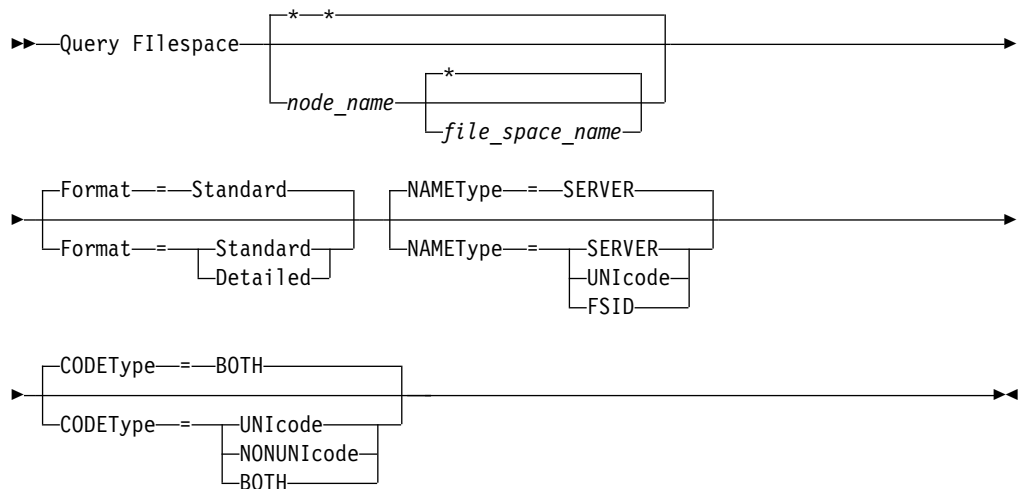 * *
Query FIlespace
*
node_name
file_space_name
Format = Standard NAMEType = SERVER
Format = Standard NAMEType = SERVER
Detailed UNIcode
FSID
CODEType = BOTH
CODEType = UNIcode
NONUNIcode
BOTH